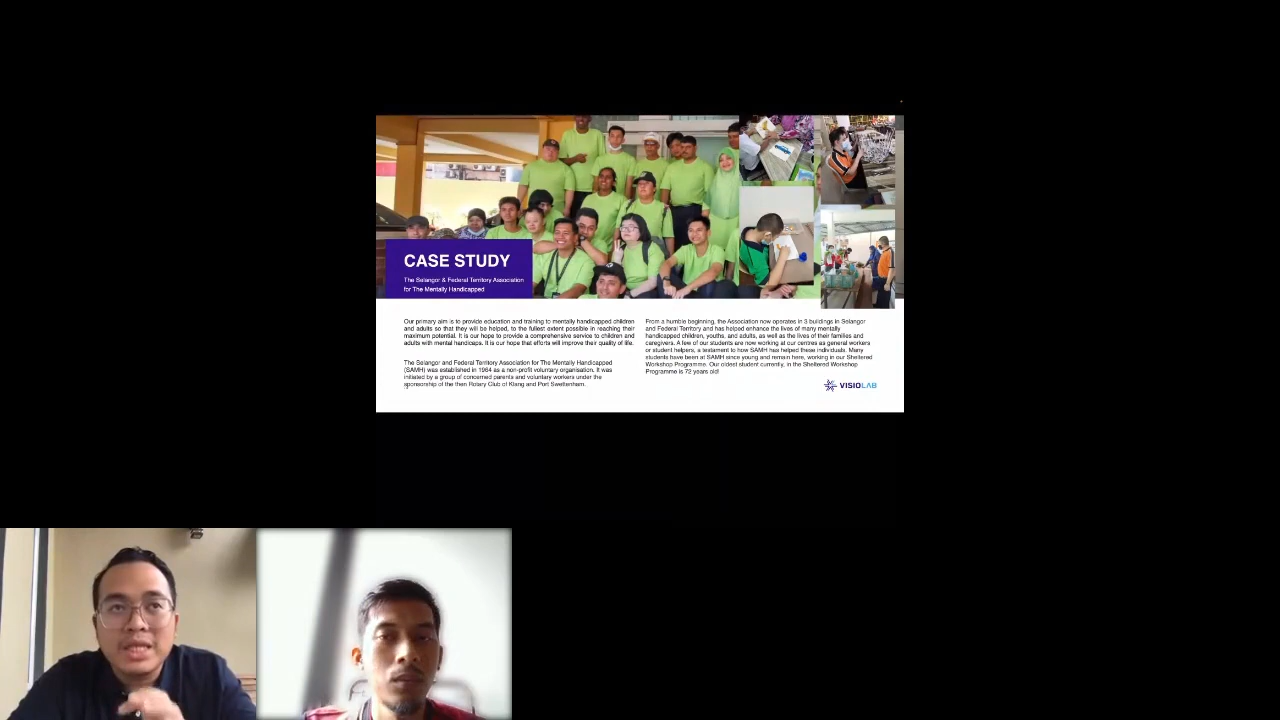 CASE STUDY
The Selangor & Federal Territory Association
for The Mentally Handicapped
Our primary aim is to provide education and training to mentally handicapped children
and adults so that they will be helped, to the fullest extent possible in reaching their
maximum potential. It is our hope to provide a comprehensive service to children and
adults with mental handicaps. It is our hope that efforts will improve their quality of life.
The Selangor and Federal Territory Association for The Mentally Handicapped
(SAMH) was established in 1964 as a non-profit voluntary organisation. It was
initiated by a group of concerned parents and voluntary workers under the
sponsorship of the then Rotary Club of Klang and Port Swettenham.
From a humble beginning, the Association now operates in 3 buildings in Selangor
and Federal Territory and has helped enhance the lives of many mentally
handicapped children, youths, and adults, as well as the lives of their families and
caregivers. A few of our students are now working at our centres as general workers
or student helpers, a testament to how SAMH has helped these individuals. Many
students have been at SAMH since young and remain here, working in our Sheltered
Workshop Programme. Our oldest student currently, in the Sheltered Workshop
Programme is 72 years old!
VISIOLAB